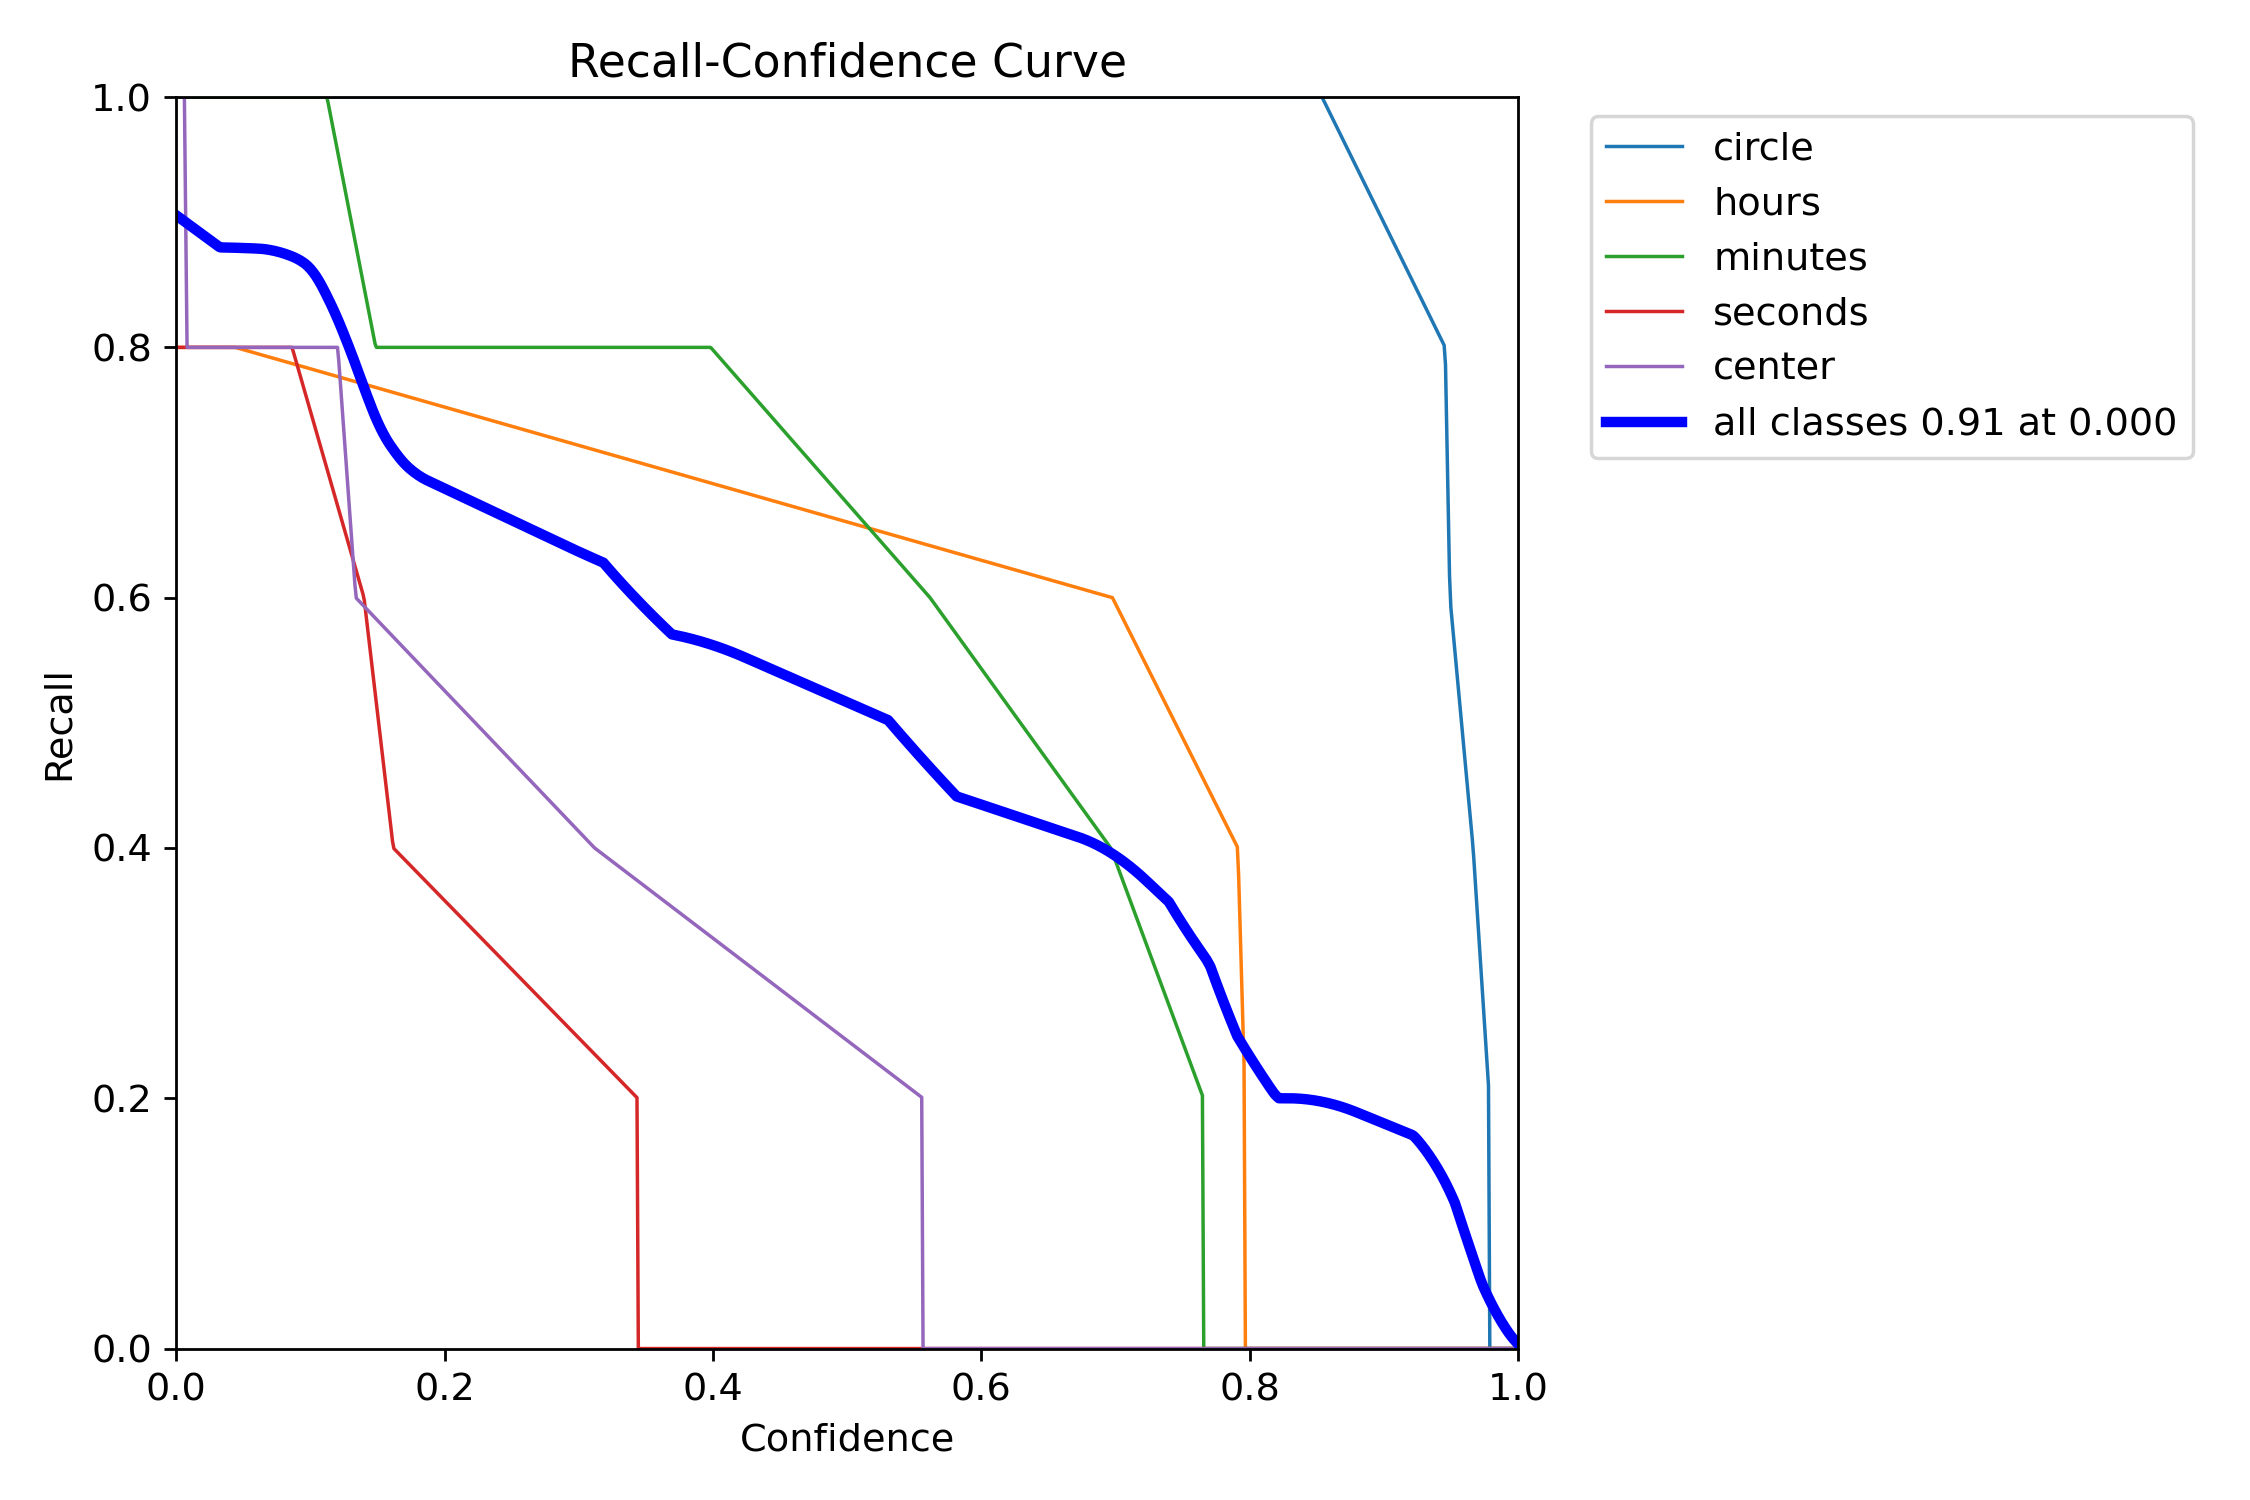 Recall-Confidence Curve
1.0
0.8
0.6
0.4
0.2
0.0
Recall
0.0 0.2 0.4 0.6 0.8 1.0
Confidence
circle
hours
minutes
seconds
center
all classes 0.91 at 0.000